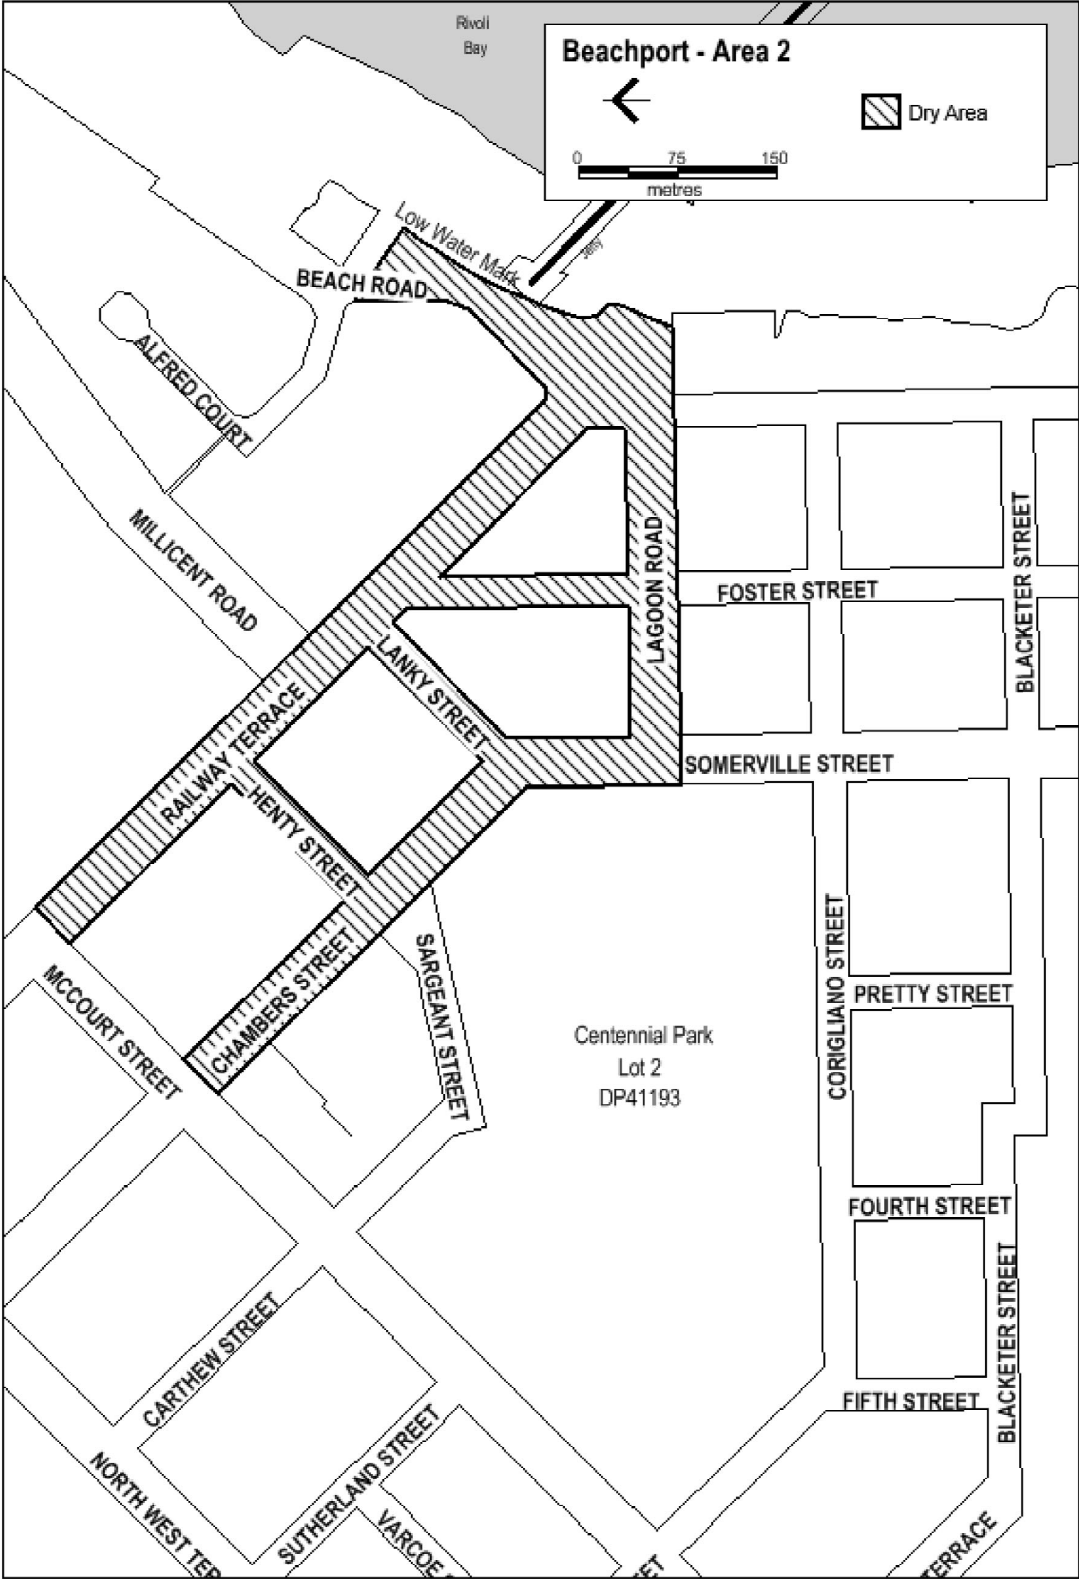 Rivoli
Bay
Beachport - Area 2
Dry Area
0 75 150
metres
Low Water Mark
Jetty
BEACH ROAD
ALFRED COURT
MILLICENT ROAD
LAGOON ROAD
FOSTER STREET
BLACKETER STREET
LANKY STREET
RAILWAY TERRACE
SOMERVILLE STREET
HENTY STREET
CHAMBERS STREET
SARGEANT STREET
MCCOURT STREET
CORIGLIANO STREET
PRETTY STREET
Centennial Park
Lot 2
DP41193
FOURTH STREET
BLACKETER STREET
CARTHEW STREET
FIFTH STREET
SUTHERLAND STREET
NORTH WEST TER
VARCOE
EET
TERRACE